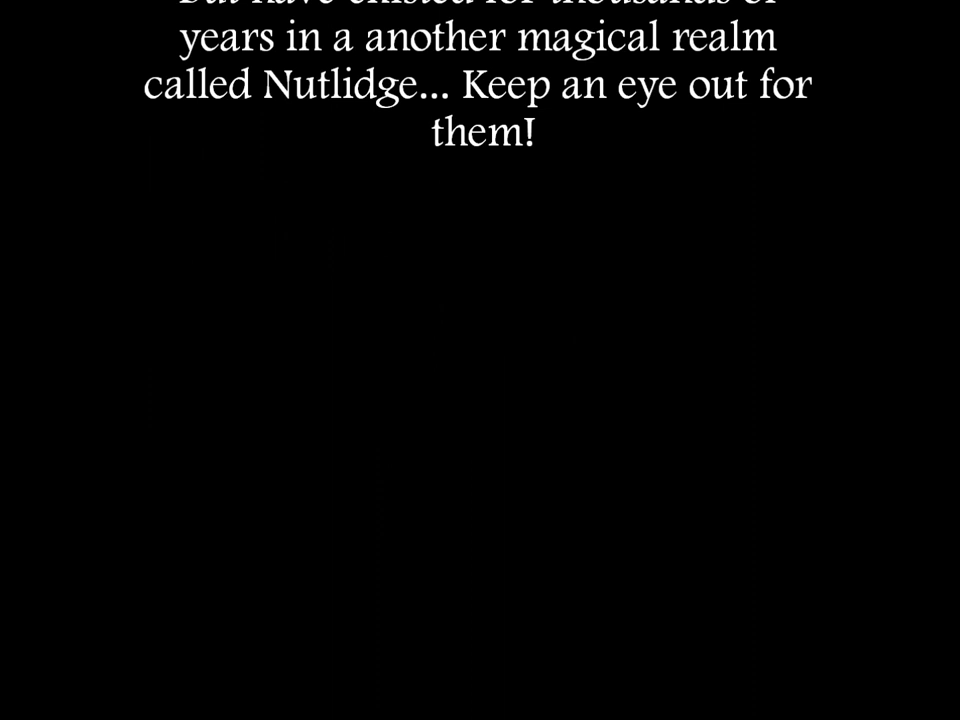 But have existed for thousands of
years in a another magical realm
called Nutlidge... Keep an eye out for
them!